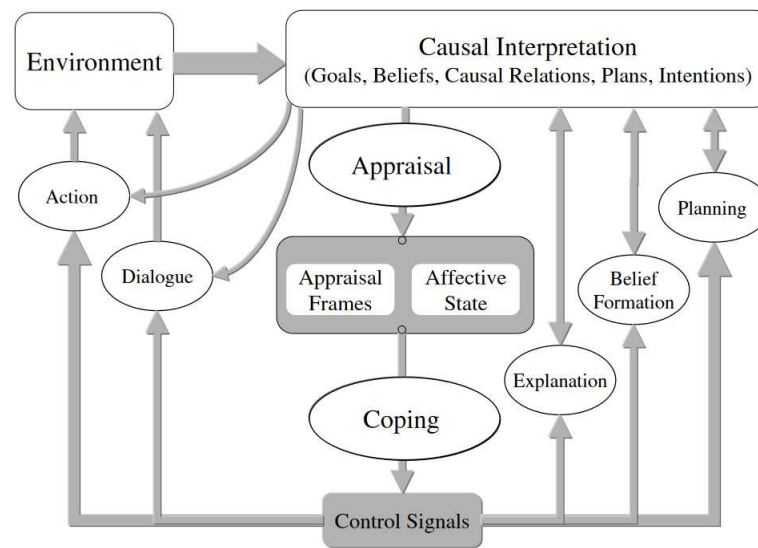 Environment
Causal Interpretation
(Goals, Beliefs, Causal Relations, Plans, Intentions)
Appraisal
Action
Planning
Dialogue
Appraisal
Frames
Affective
State
Belief
Formation
Explanation
Coping
Control Signals